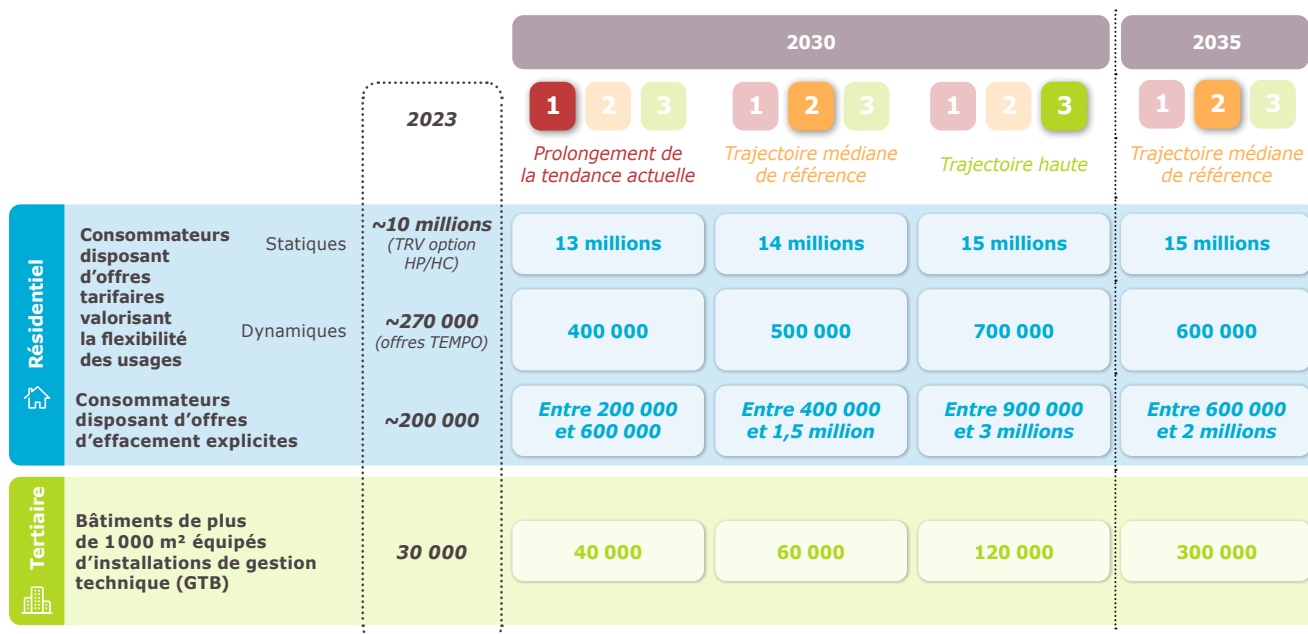 2030
2035
2023
1 2 3
1 2 3
1 2 3
1 2 3
Prolongement de
la tendance actuelle
Trajectoire médiane
de référence
Trajectoire haute
Trajectoire médiane
de référence
Résidentiel
Consommateurs
disposant
d'offres
tarifaires
valorisant
la flexibilité
des usages
Statiques
~10 millions
(TRV option
HP/HC)
13 millions
14 millions
15 millions
15 millions
Dynamiques
~270 000
(offres TEMPO)
400 000
500 000
700 000
600 000
Consommateurs
disposant d'offres
d'effacement explicites
~200 000
Entre 200 000
et 600 000
Entre 400 000
et 1,5 million
Entre 900 000
et 3 millions
Entre 600 000
et 2 millions
Tertiaire
Bâtiments de plus
de 1000 m² équipés
d'installations de gestion
technique (GTB)
30 000
40 000
60 000
120 000
300 000